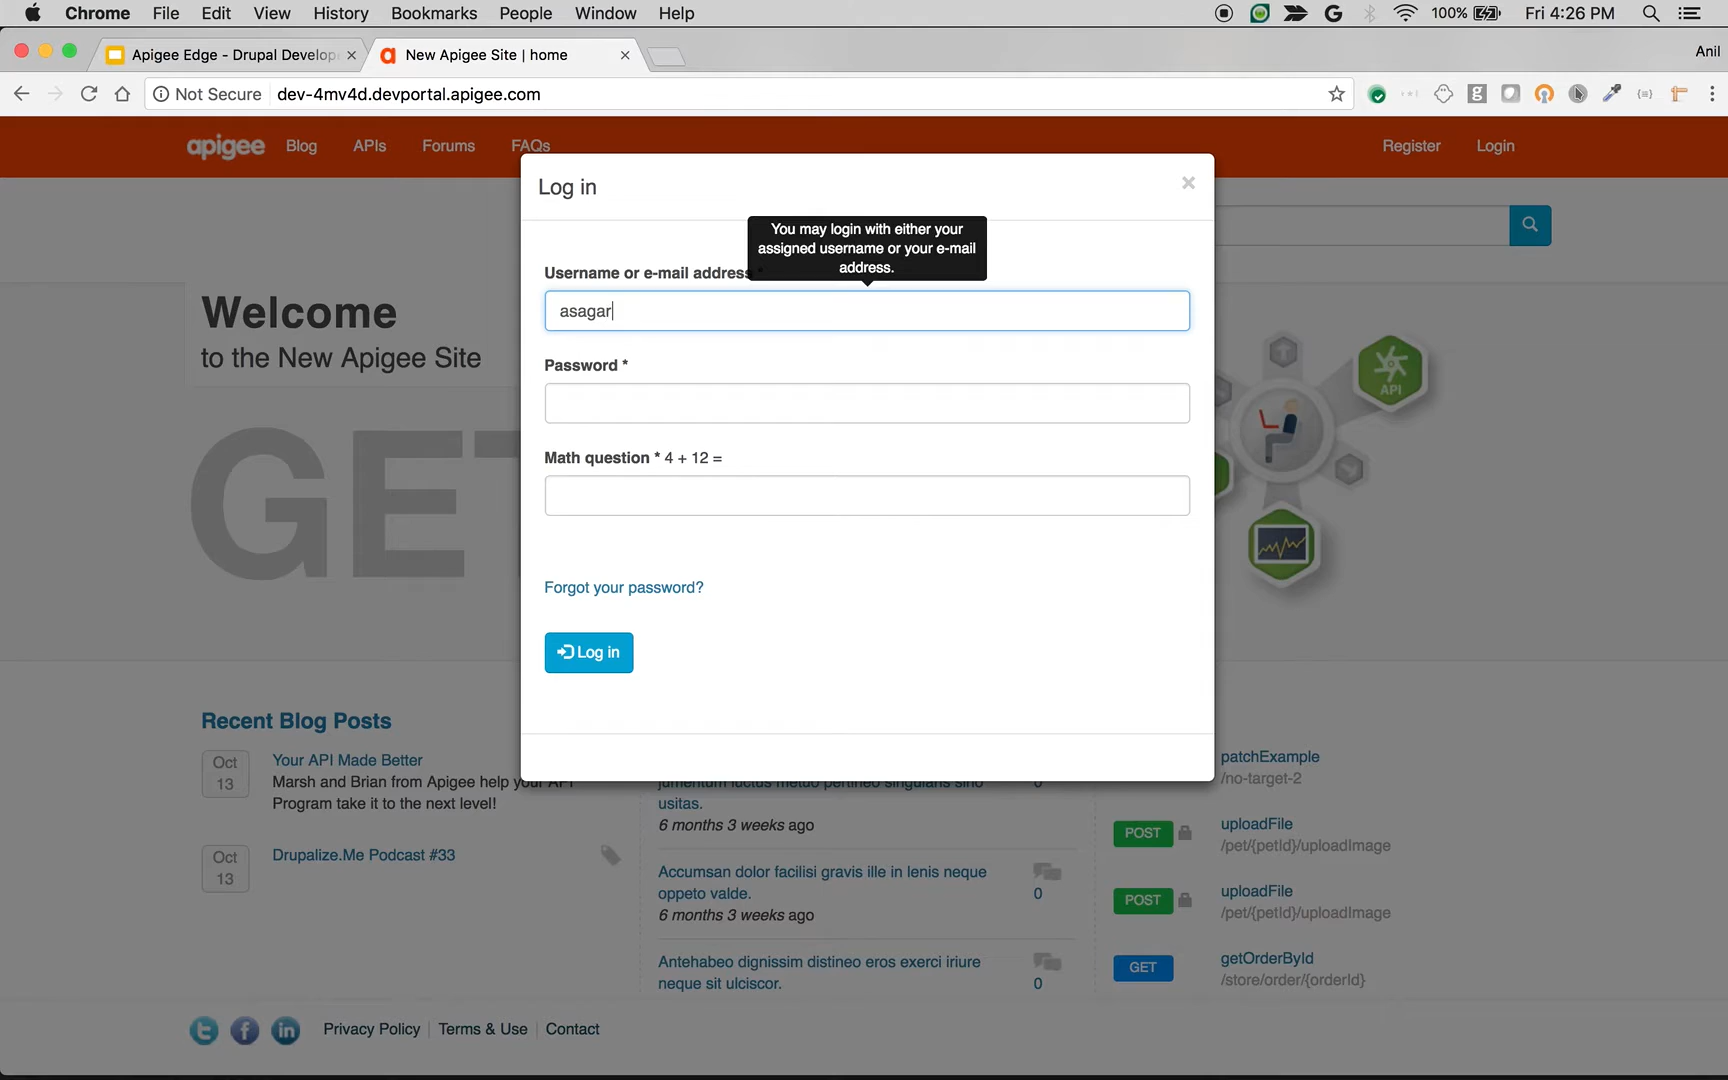 Chrome File Edit View History Bookmarks People Window Help 100% Fri 4:26 PM
Apigee Edge - Drupal Develop New Apigee Site | home Anil
Not Secure dev-4mv4d.devportal.apigee.com
apigee Blog APIs Forums FAQs Register Login
Log in
×
You may login with either your
assigned username or your e-mail
address.
Username or e-mail address
asagar
Password *
Math question * 4 + 12 =
Forgot your password?
Log in
Welcome
to the New Apigee Site
GET
API
Recent Blog Posts
Oct
13
Your API Made Better
Marsh and Brian from Apigee help your API
Program take it to the next level!
Oct
13
Drupalize.Me Podcast #33
usitas.
6 months 3 weeks ago
Accumsan dolor facilisi gravis ille in lenis neque
oppeto valde.
0
6 months 3 weeks ago
Antehabeo dignissim distineo eros exerci iriure
neque sit ulciscor.
0
patchExample
/no-target-2
POST uploadFile
/pet/{petId}/uploadImage
POST uploadFile
/pet/{petId}/uploadImage
GET getOrderById
/store/order/{orderId}
Privacy Policy | Terms & Use | Contact